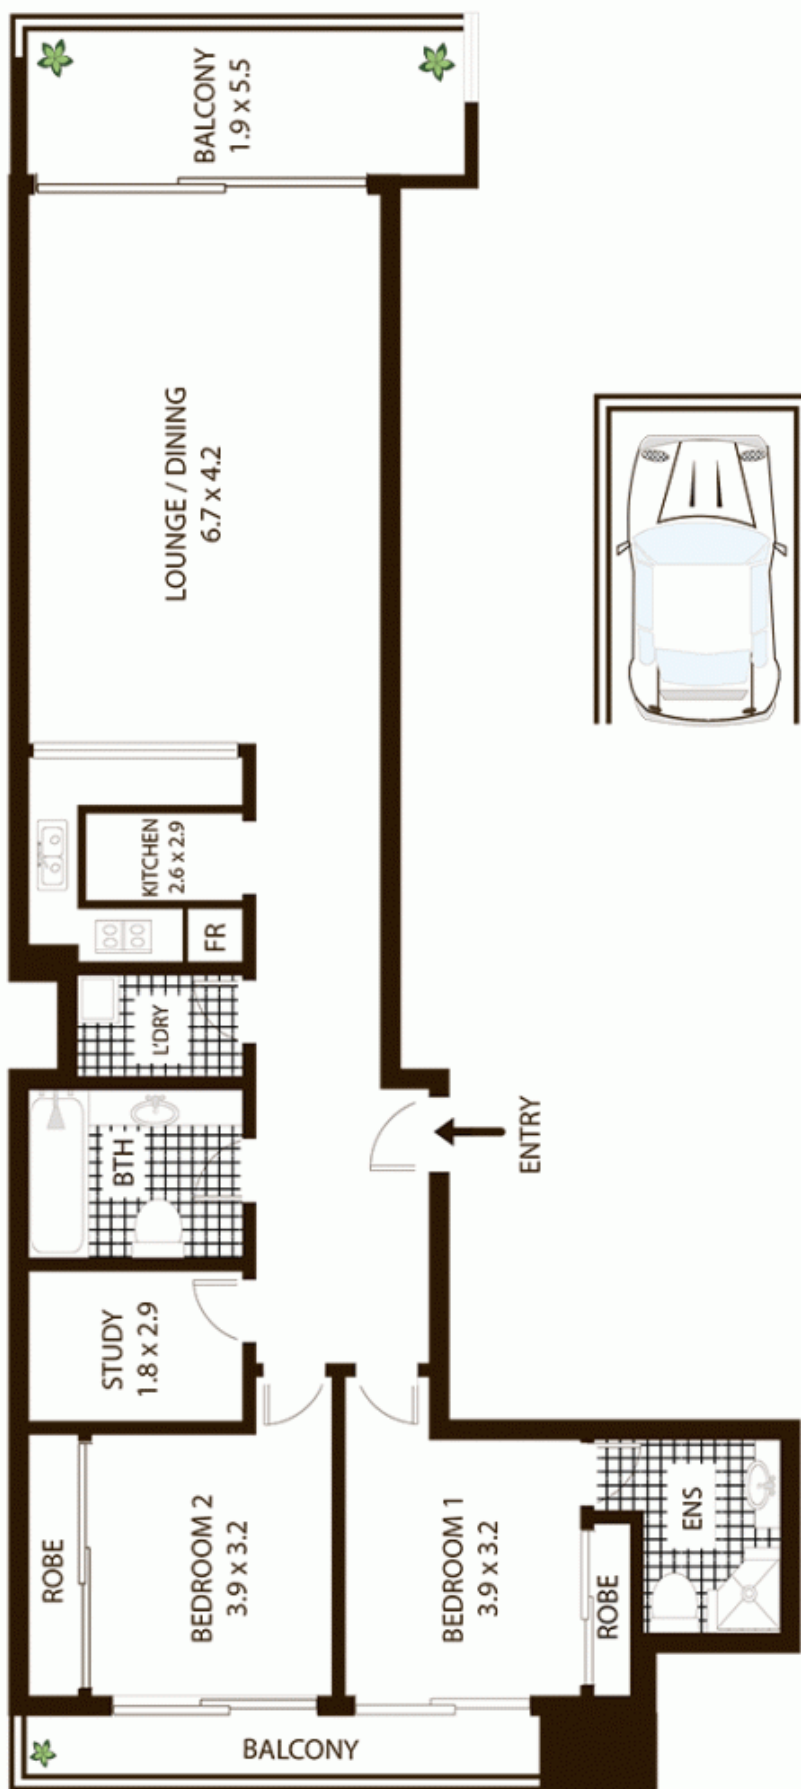 BALCONY
1.9 x 5.5
LOUNGE / DINING
6.7 x 4.2
KITCHEN
2.6 x 2.9
FR
L'DRY
BTH
ENTRY
STUDY
1.8 x 2.9
ROBE
BEDROOM 2
3.9 x 3.2
BEDROOM 1
3.9 x 3.2
ROBE
ENS
BALCONY